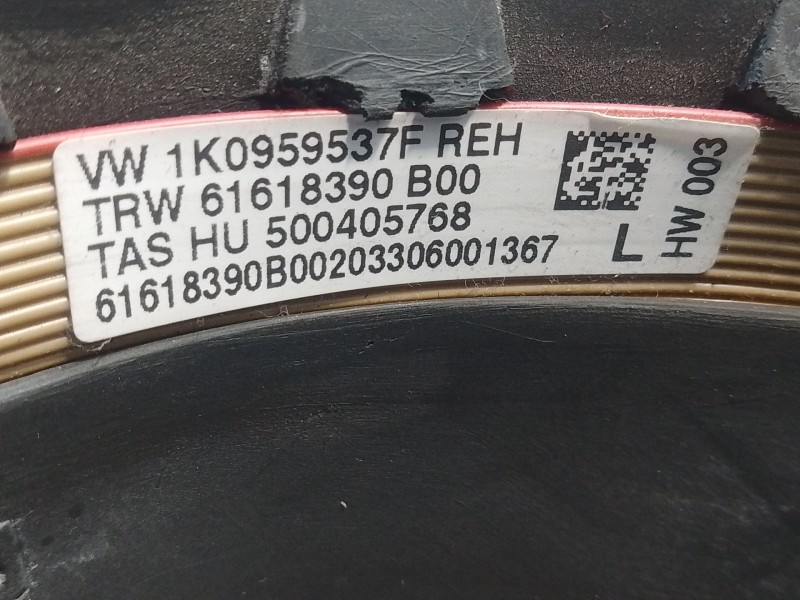 VW 1K0959537F REH
TRW 61618390 B00
TAS HU 500405768
61618390B00203306001367
L
HW 003